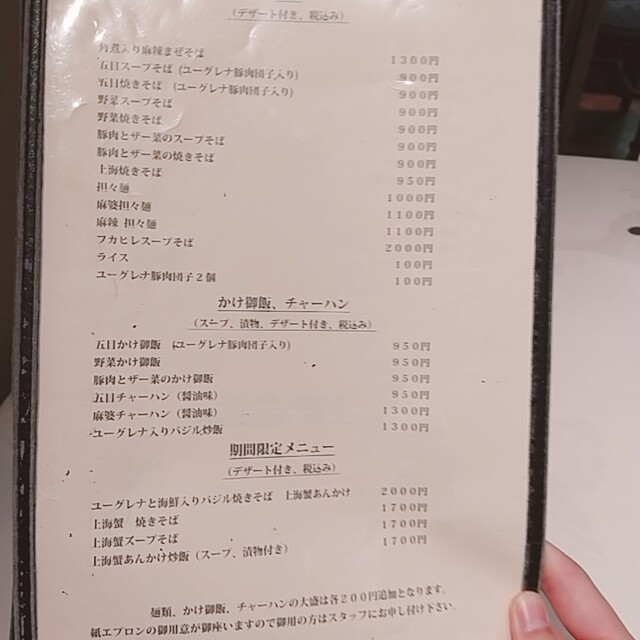 （デザート付き、税込み）
角煮入り麻辣まぜそば 1300円
五目スープそば（ユーグレナ豚肉団子入り） 900円
五目焼きそば （ユーグレナ豚肉団子入り） 900円
野菜スープそば 900円
野菜焼きそば 900円
豚肉とザー菜のスープそば 900円
豚肉とザー菜の焼きそば 900円
上海焼きそば 950円
担々麺 1000円
麻婆担々麺 1100円
麻辣 担々麺 1100円
フカヒレスープそば 2000円
ライス 100円
ユーグレナ豚肉団子２個 100円
かけ御飯、チャーハン
（スープ、漬物、デザート付き、税込み）
五目かけ御飯 （ユーグレナ豚肉団子入り） 950円
野菜かけ御飯 950円
豚肉とザー菜のかけ御飯 950円
五目チャーハン（醤油味） 950円
麻婆チャーハン（醤油味） 1300円
ユーグレナ入りバジル炒飯 1300円
期間限定メニュー
（デザート付き、税込み）
ユーグレナと海鮮入りバジル焼きそば 上海蟹あんかけ 2000円
上海蟹 焼きそば 1700円
上海蟹スープそば 1700円
上海蟹あんかけ炒飯（スープ、漬物付き） 1700円
麺類、かけ御飯、チャーハンの大盛は各２００円追加となります。
紙エプロンの御用意が御座いますので御用の方はスタッフにお申し付け下さい。